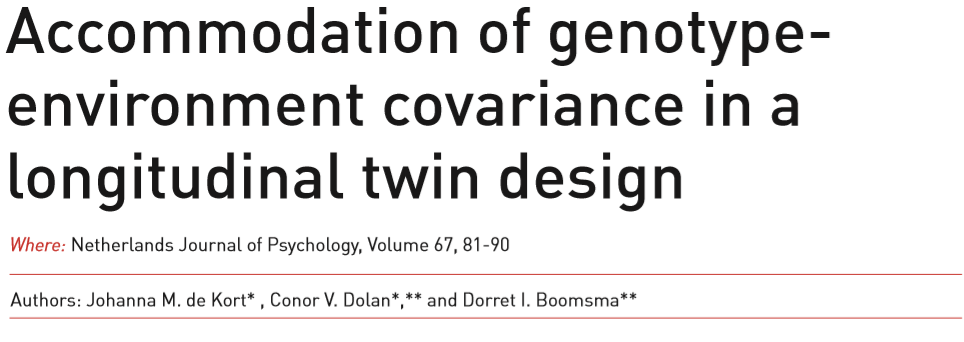 Accommodation of genotype-
environment covariance in a
longitudinal twin design
Where: Netherlands Journal of Psychology, Volume 67, 81-90
Authors: Johanna M. de Kort* , Conor V. Dolan*,** and Dorret I. Boomsma**